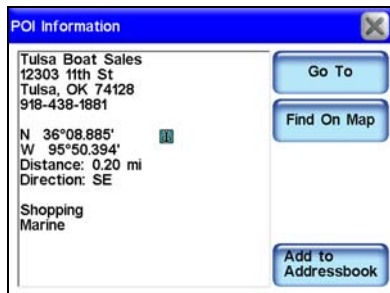 POI Information
Tulsa Boat Sales
12303 11th St
Tulsa, OK 74128
918-438-1881
N 36°08.885'
W 95°50.394'
Distance: 0.20 mi
Direction: SE
Shopping
Marine
Go To
Find On Map
Add to
Addressbook